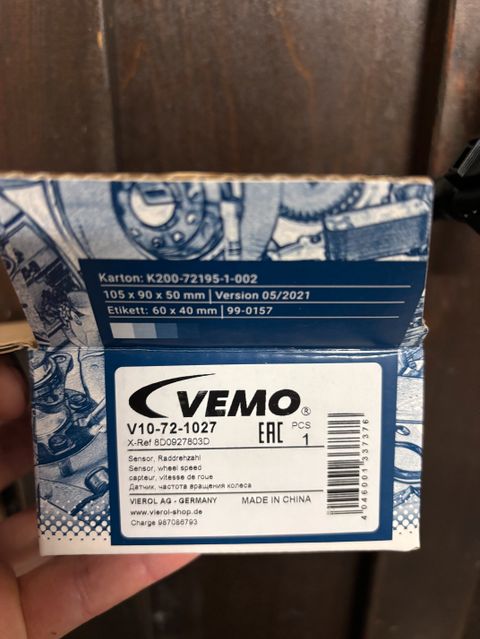 Karton: K200-72195-1-002
105 x 90 x 50 mm | Version 05/2021
Etikett: 60 x 40 mm | 99-0157
VEMO®
V10-72-1027 EAC PCS
X-Ref 8D0927803D 1
Sensor, Raddrehzahl
Sensor, wheel speed
capteur, vitesse de roue
Датчик, частота вращения колеса
VIEROL AG - GERMANY MADE IN CHINA
www.vierol-shop.de
Charge 987086793
4 046001 337376